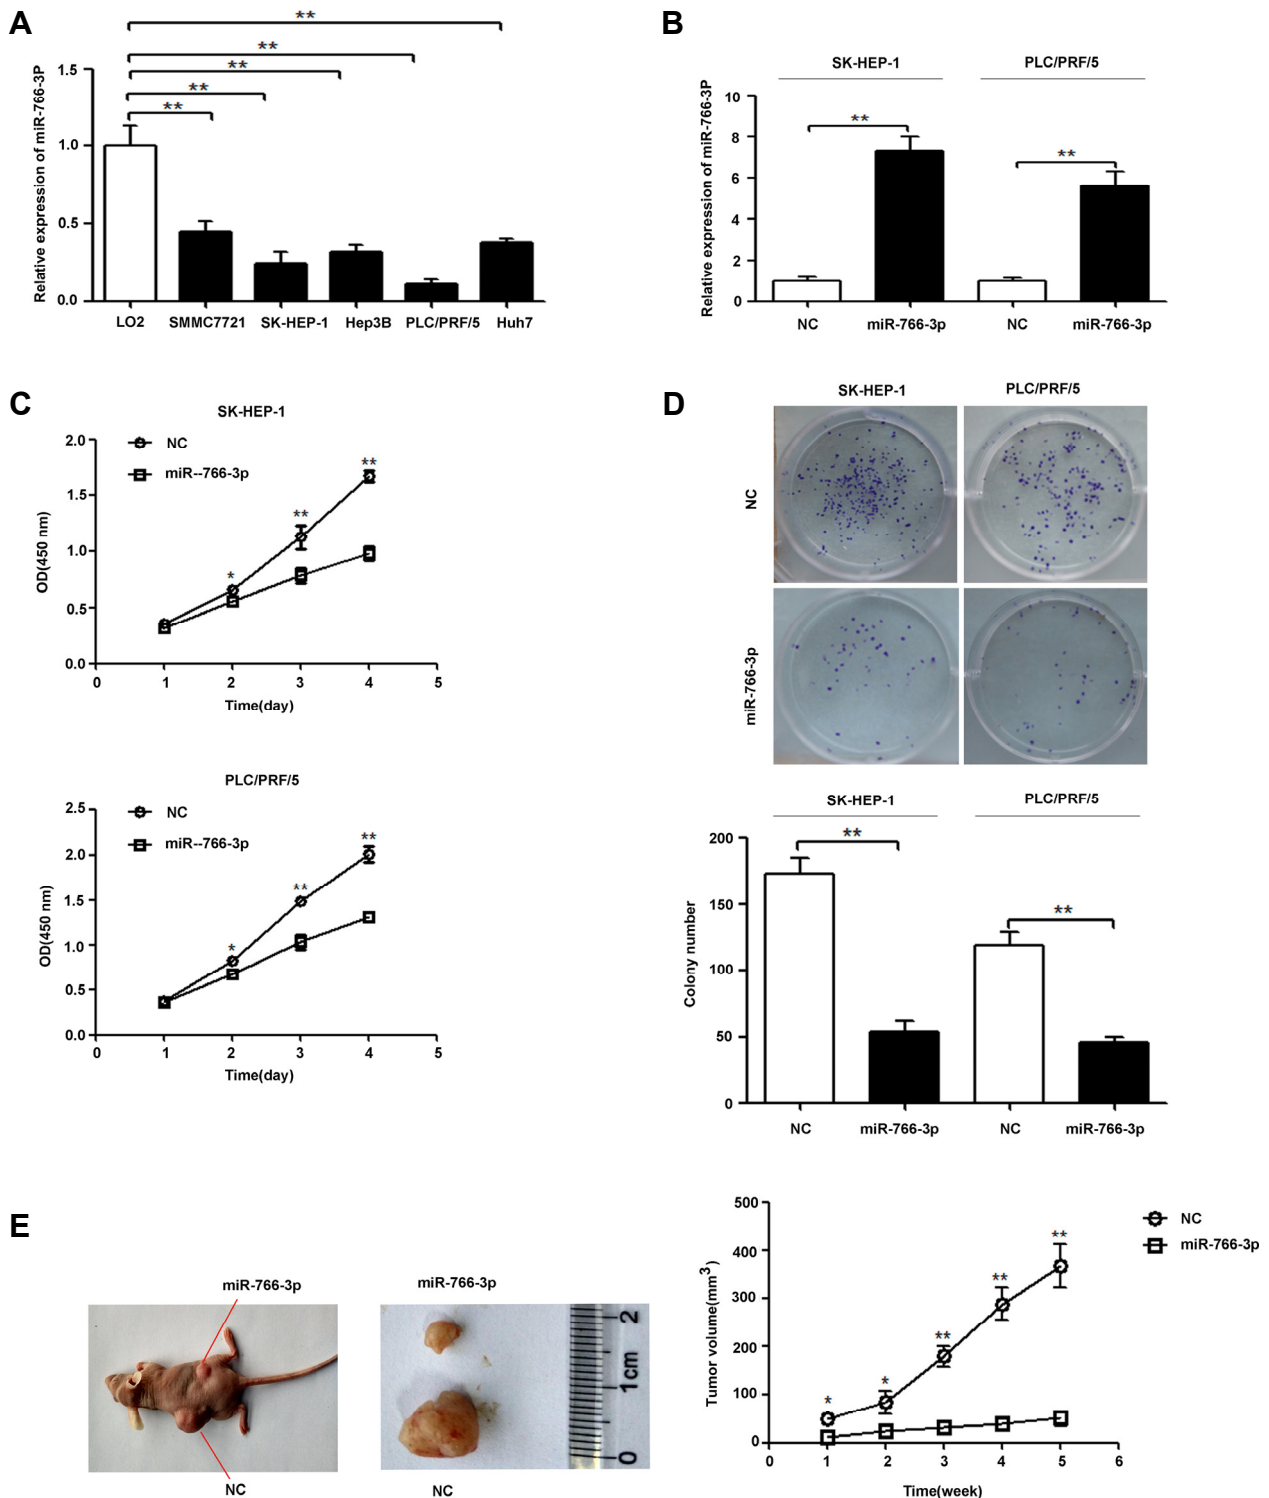 A
**
**
**
**
**
Relative expression of miR-766-3P
1.5
1.0
0.5
0.0
LO2 SMMC7721 SK-HEP-1 Hep3B PLC/PRF/5 Huh7
B
SK-HEP-1 PLC/PRF/5
Relative expression of miR-766-3P
10
8
6
4
2
0
**
**
NC miR-766-3p NC miR-766-3p
C
SK-HEP-1
NC
miR--766-3p
OD(450 nm)
2.0
1.5
1.0
0.5
0.0
*
**
**
0 1 2 3 4 5
Time(day)
PLC/PRF/5
NC
miR--766-3p
OD(450 nm)
2.5
2.0
1.5
1.0
0.5
0.0
*
**
**
0 1 2 3 4 5
Time(day)
D
SK-HEP-1 PLC/PRF/5
NC
miR-766-3p
SK-HEP-1 PLC/PRF/5
Colony number
200
150
100
50
0
**
**
NC miR-766-3p NC miR-766-3p
E
miR-766-3p
NC
miR-766-3p
NC
2
1cm
0
Tumor volume(mm3)
500
400
300
200
100
0
*
*
**
**
**
0 1 2 3 4 5 6
Time(week)
NC
miR-766-3p